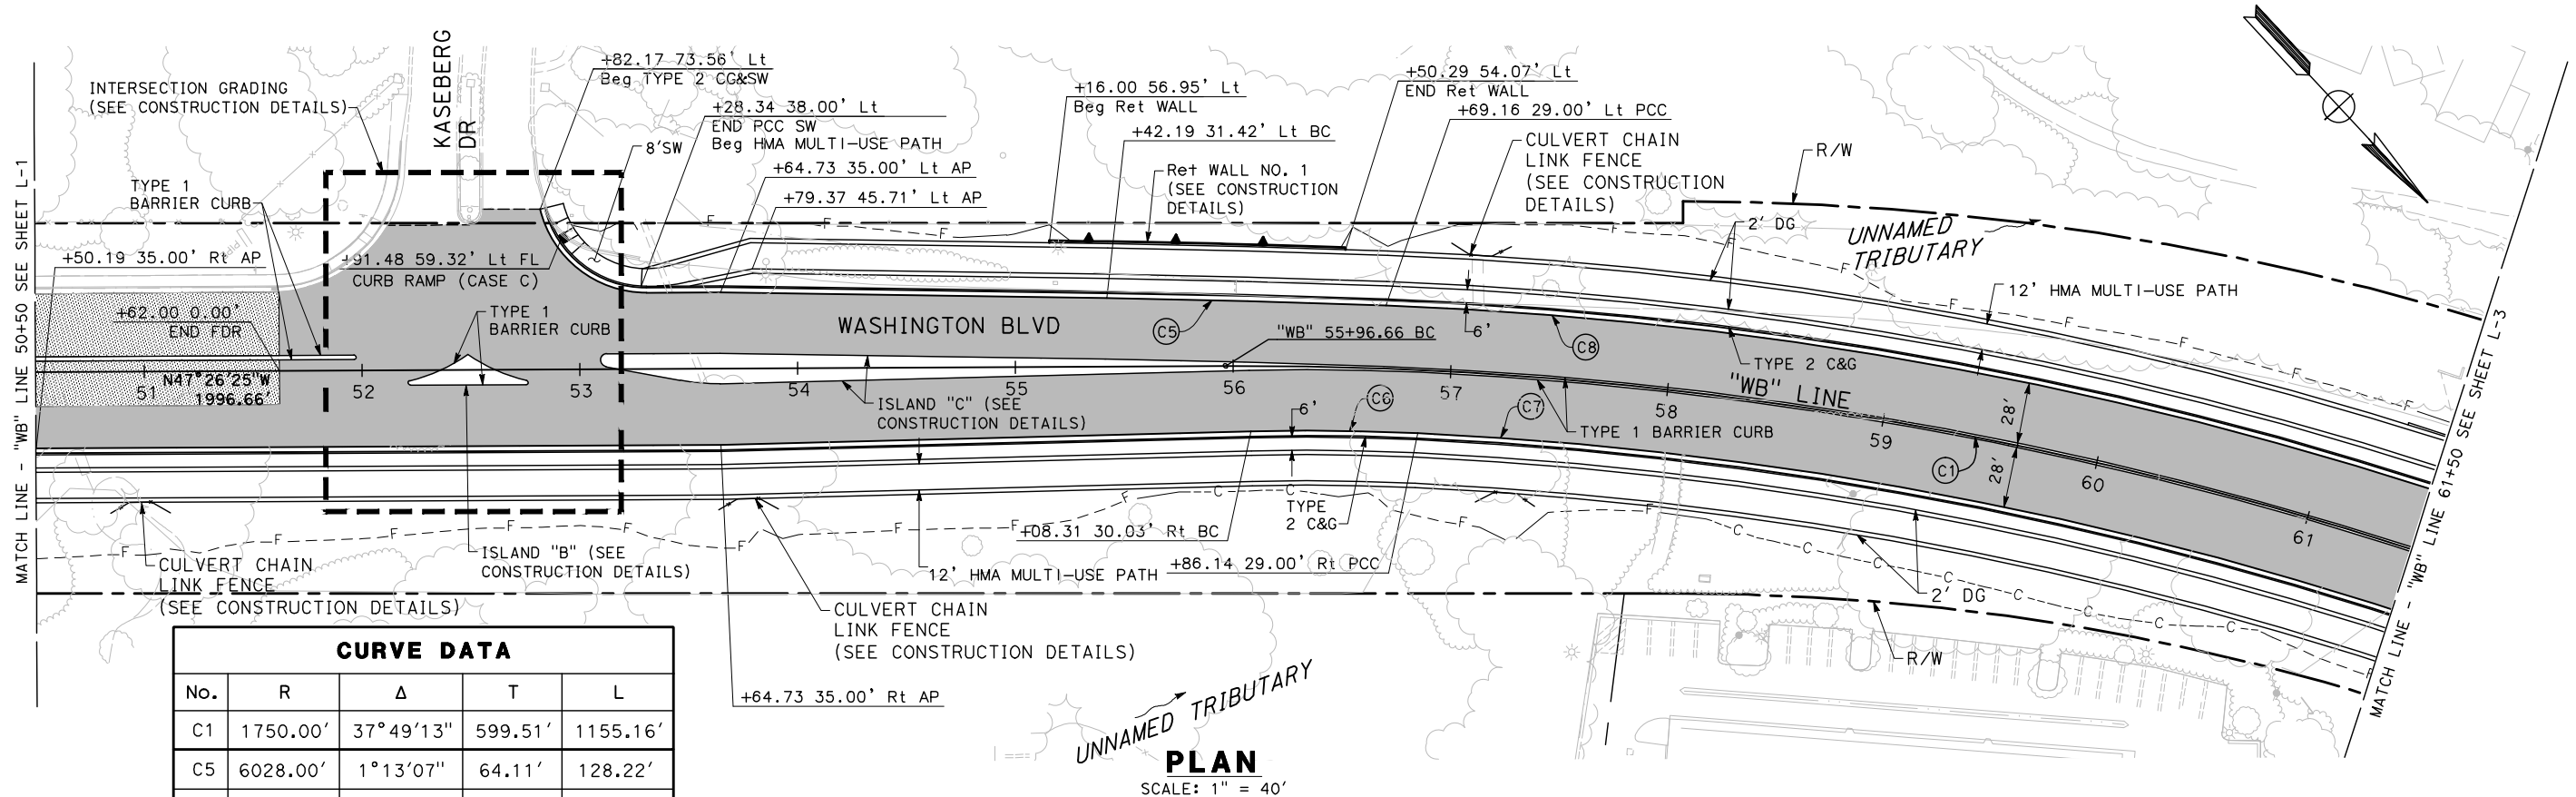 INTERSECTION GRADING
(SEE CONSTRUCTION DETAILS)
KASEBERG
DR
+82.17 73.56' Lt
Beg TYPE 2 CG&SW
+28.34 38.00' Lt
END PCC SW
Beg HMA MULTI-USE PATH
8'SW
+64.73 35.00' Lt AP
+79.37 45.71' Lt AP
+16.00 56.95' Lt
Beg Ret WALL
+42.19 31.42' Lt BC
Ret WALL NO. 1
(SEE CONSTRUCTION
DETAILS)
+50.29 54.07' Lt
END Ret WALL
+69.16 29.00' Lt PCC
CULVERT CHAIN
LINK FENCE
(SEE CONSTRUCTION
DETAILS)
R/W
2' DG
UNNAMED
TRIBUTARY
12' HMA MULTI-USE PATH
TYPE 1
BARRIER CURB
+50.19 35.00' Rt AP
+91.48 59.32' Lt FL
CURB RAMP (CASE C)
+62.00 0.00'
END FDR
TYPE 1
BARRIER CURB
WASHINGTON BLVD
C5
"WB" 55+96.66 BC
6'
C8
TYPE 2 C&G
"WB" LINE
N47°26'25"W
1996.66'
51
52
53
54
55
56
57
58
59
60
61
ISLAND "C" (SEE
CONSTRUCTION DETAILS)
6'
C6
C7
TYPE 1 BARRIER CURB
28'
28'
C1
MATCH LINE - "WB" LINE 50+50 SEE SHEET L-1
MATCH LINE - "WB" LINE 61+50 SEE SHEET L-3
CULVERT CHAIN
LINK FENCE
(SEE CONSTRUCTION DETAILS)
ISLAND "B" (SEE
CONSTRUCTION DETAILS)
12' HMA MULTI-USE PATH
+08.31 30.03' Rt BC
TYPE
2 C&G
+86.14 29.00' Rt PCC
2' DG
R/W
CULVERT CHAIN
LINK FENCE
(SEE CONSTRUCTION DETAILS)
+64.73 35.00' Rt AP
UNNAMED TRIBUTARY
F F F F F F F F
F F F F F F F
C C C C C C C C
CURVE DATA
No. R Δ T L
C1 1750.00' 37°49'13" 599.51' 1155.16'
C5 6028.00' 1°13'07" 64.11' 128.22'
PLAN
SCALE: 1" = 40'